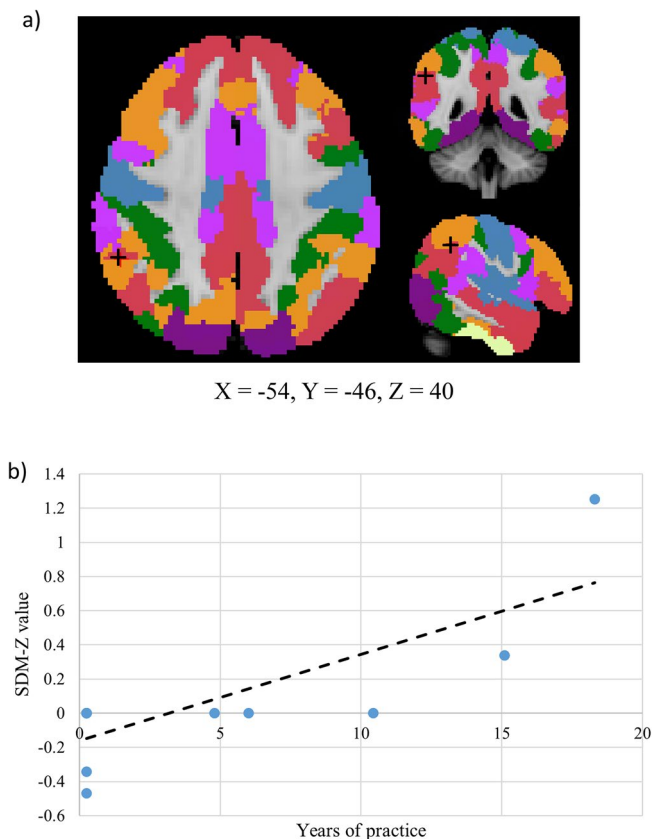 a)
X = -54, Y = -46, Z = 40
b)
1.4
1.2
1
0.8
0.6
0.4
0.2
0
-0.2
-0.4
-0.6
0 5 10 15 20
SDM-Z value
Years of practice